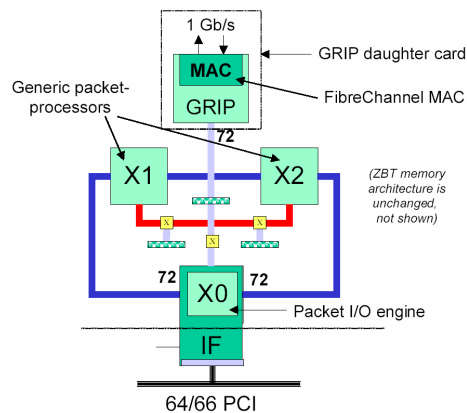 1 Gb/s
GRIP daughter card
MAC
FibreChannel MAC
GRIP
Generic packet-
processors
72
X1
X2
(ZBT memory
architecture is
unchanged,
not shown)
X
X
X
72
72
X0
Packet I/O engine
IF
64/66 PCI